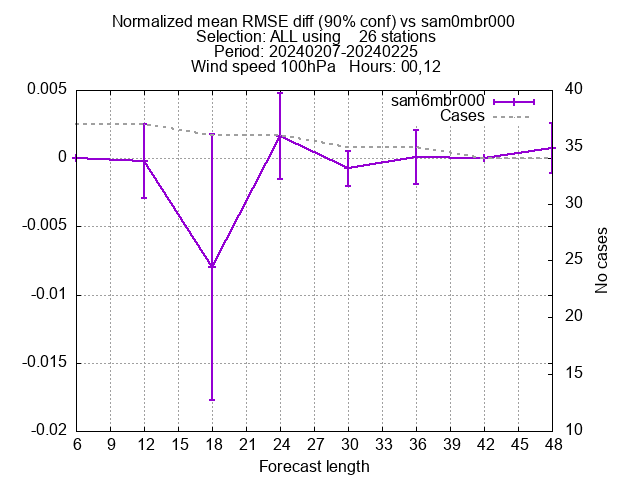 Normalized mean RMSE diff (90% conf) vs sam0mbr000
Selection: ALL using    26 stations
Period: 20240207-20240225
Wind speed 100hPa   Hours: 00,12
sam6mbr000
Cases
0.005
0
-0.005
-0.01
-0.015
-0.02
40
35
30
25
20
15
10
No cases
6 9 12 15 18 21 24 27 30 33 36 39 42 45 48
Forecast length